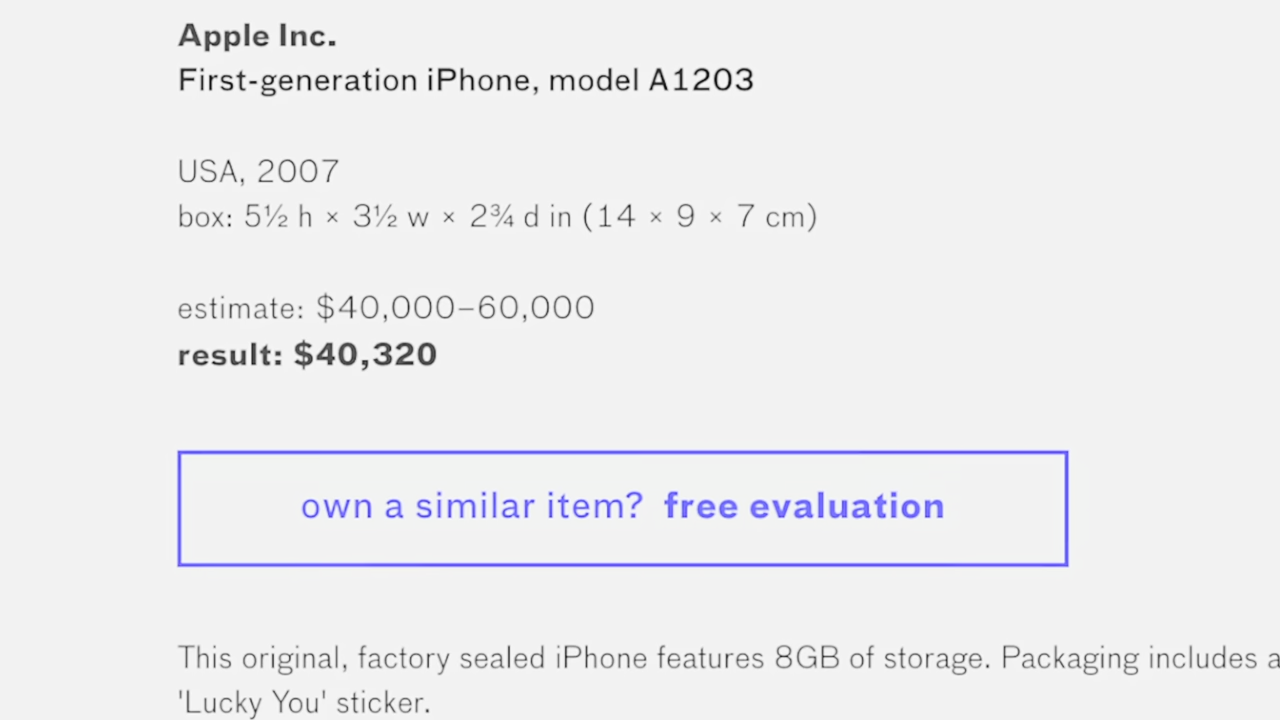 Apple Inc.
First-generation iPhone, model A1203
USA, 2007
box: 5½ h × 3½ w × 2¾ d in (14 × 9 × 7 cm)
estimate: $40,000–60,000
result: $40,320
own a similar item? free evaluation
This original, factory sealed iPhone features 8GB of storage. Packaging includes a
'Lucky You' sticker.